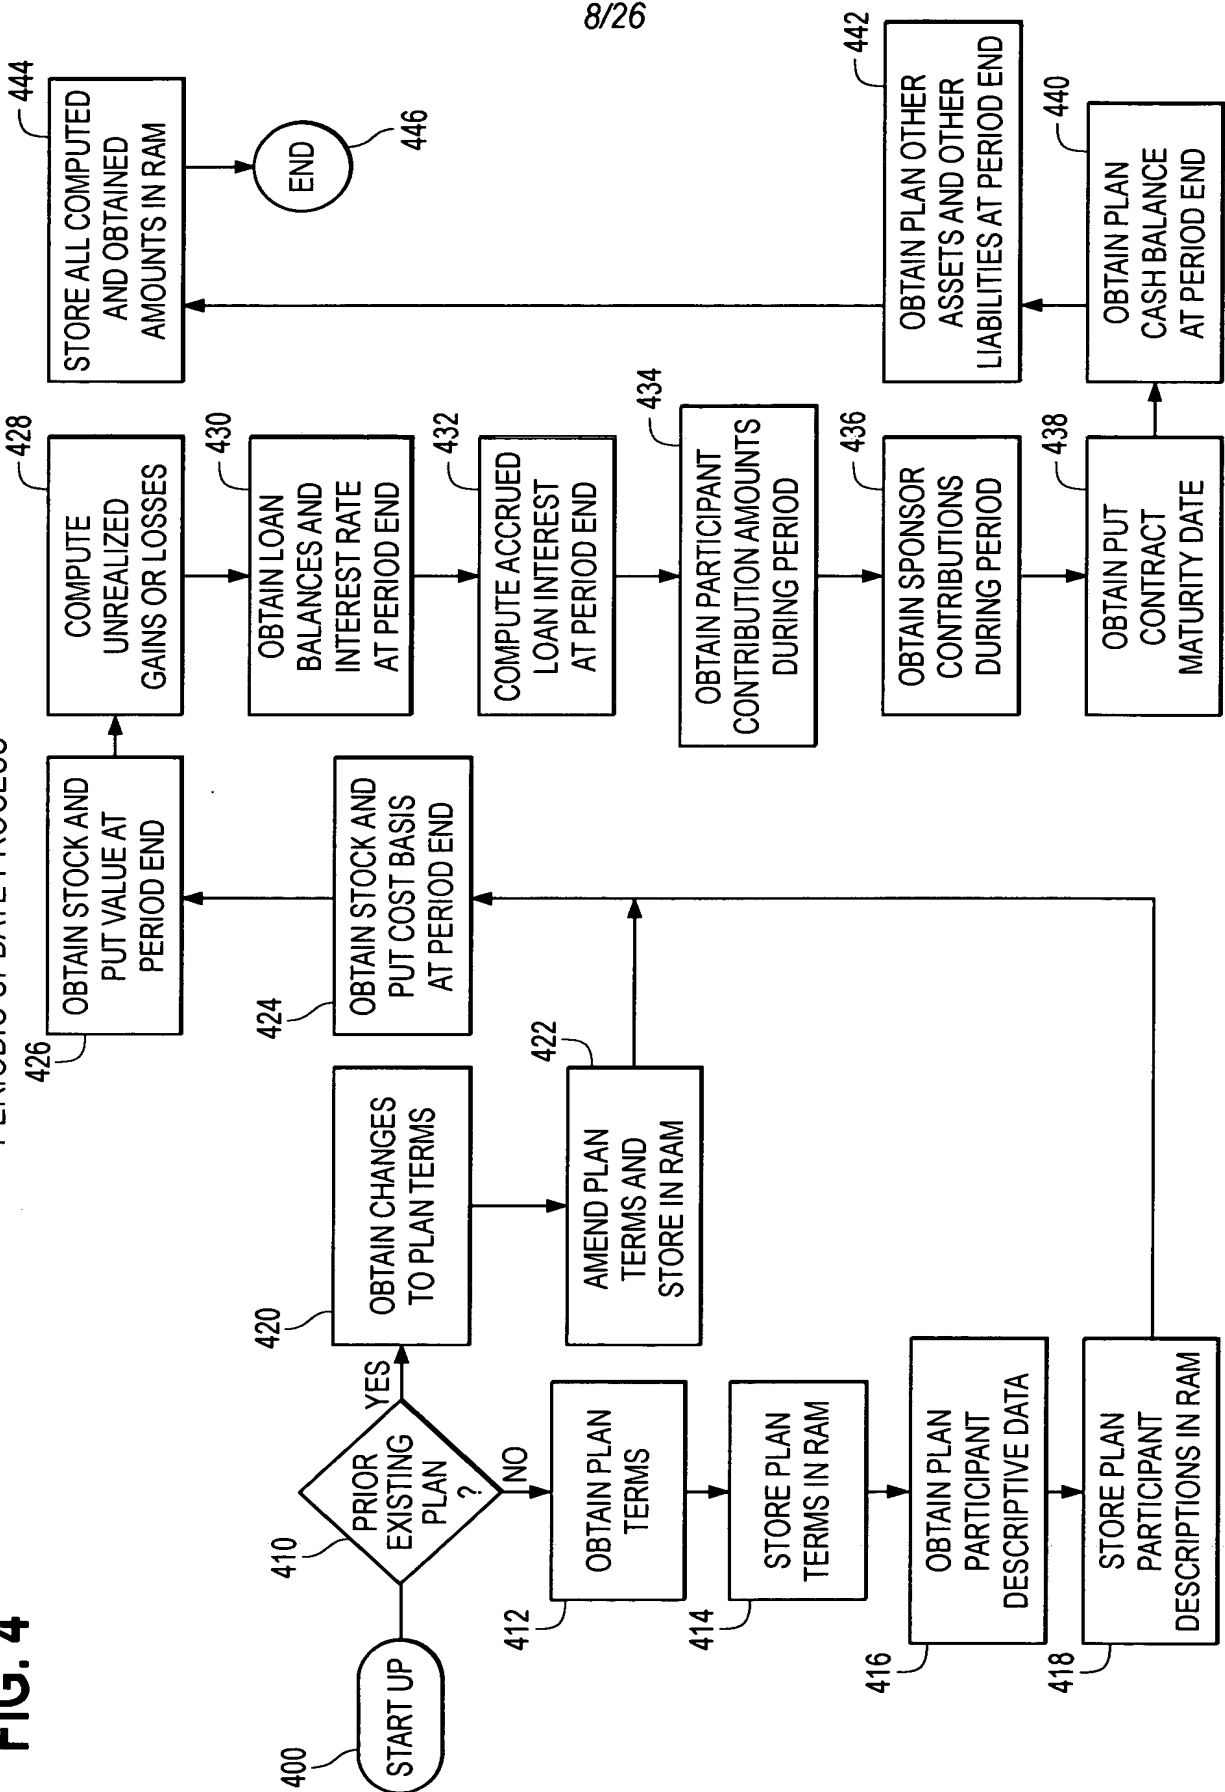 8/26
FIG. 4
PERIODIC UPDATE PROCESS
400
START UP
410
PRIOR
EXISTING
PLAN
?
YES
NO
412
OBTAIN PLAN
TERMS
414
STORE PLAN
TERMS IN RAM
416
OBTAIN PLAN
PARTICIPANT
DESCRIPTIVE DATA
418
STORE PLAN
PARTICIPANT
DESCRIPTIONS IN RAM
420
OBTAIN CHANGES
TO PLAN TERMS
422
AMEND PLAN
TERMS AND
STORE IN RAM
424
OBTAIN STOCK AND
PUT COST BASIS
AT PERIOD END
426
OBTAIN STOCK AND
PUT VALUE AT
PERIOD END
428
COMPUTE
UNREALIZED
GAINS OR LOSSES
430
OBTAIN LOAN
BALANCES AND
INTEREST RATE
AT PERIOD END
432
COMPUTE ACCRUED
LOAN INTEREST
AT PERIOD END
434
OBTAIN PARTICIPANT
CONTRIBUTION AMOUNTS
DURING PERIOD
436
OBTAIN SPONSOR
CONTRIBUTIONS
DURING PERIOD
438
OBTAIN PUT
CONTRACT
MATURITY DATE
440
OBTAIN PLAN
CASH BALANCE
AT PERIOD END
442
OBTAIN PLAN OTHER
ASSETS AND OTHER
LIABILITIES AT PERIOD END
444
STORE ALL COMPUTED
AND OBTAINED
AMOUNTS IN RAM
446
END